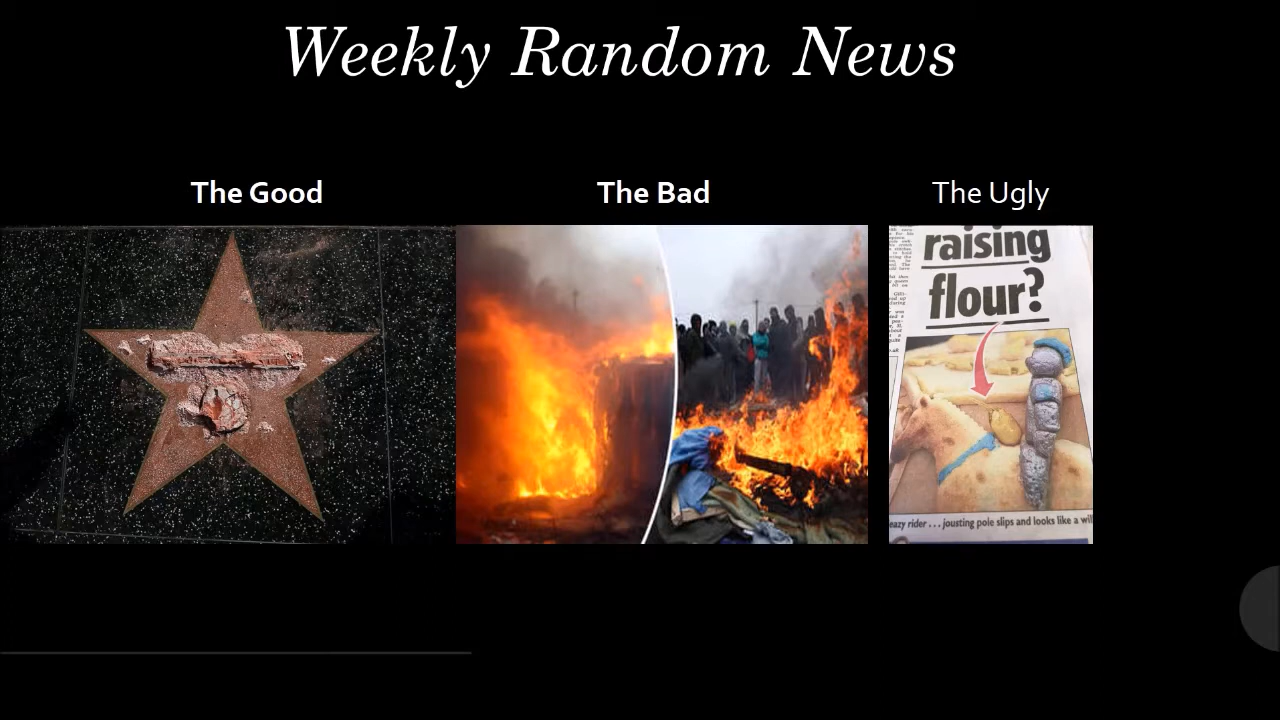 Weekly Random News
The Good
The Bad
The Ugly
raising
flour?
eazy rider . . . jousting pole slips and looks like a wil